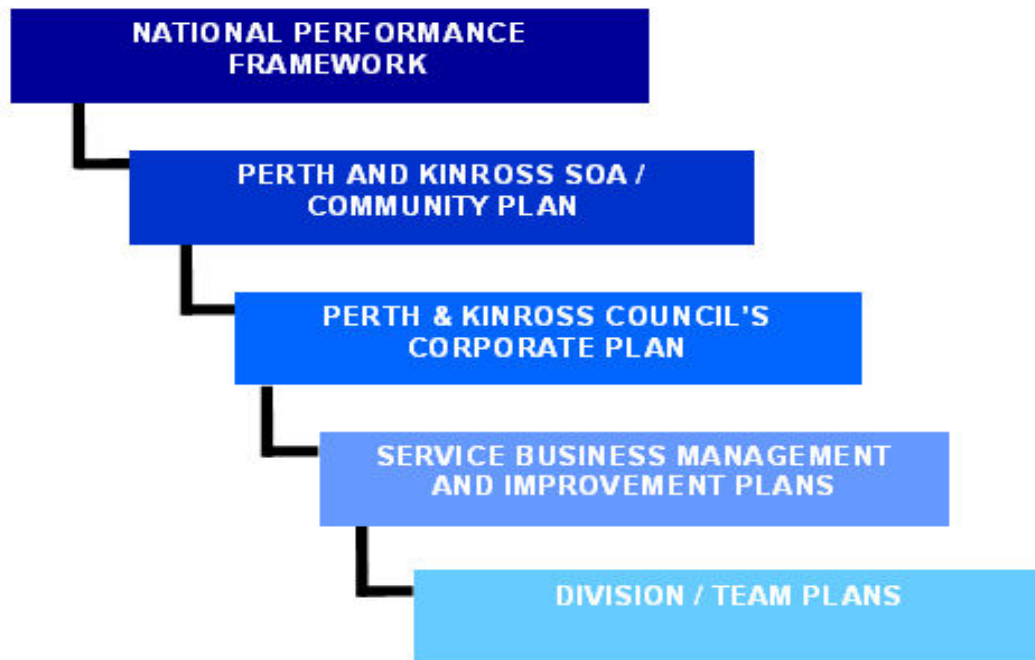 NATIONAL PERFORMANCE
FRAMEWORK
PERTH AND KINROSS SOA /
COMMUNITY PLAN
PERTH & KINROSS COUNCIL'S
CORPORATE PLAN
SERVICE BUSINESS MANAGEMENT
AND IMPROVEMENT PLANS
DIVISION / TEAM PLANS